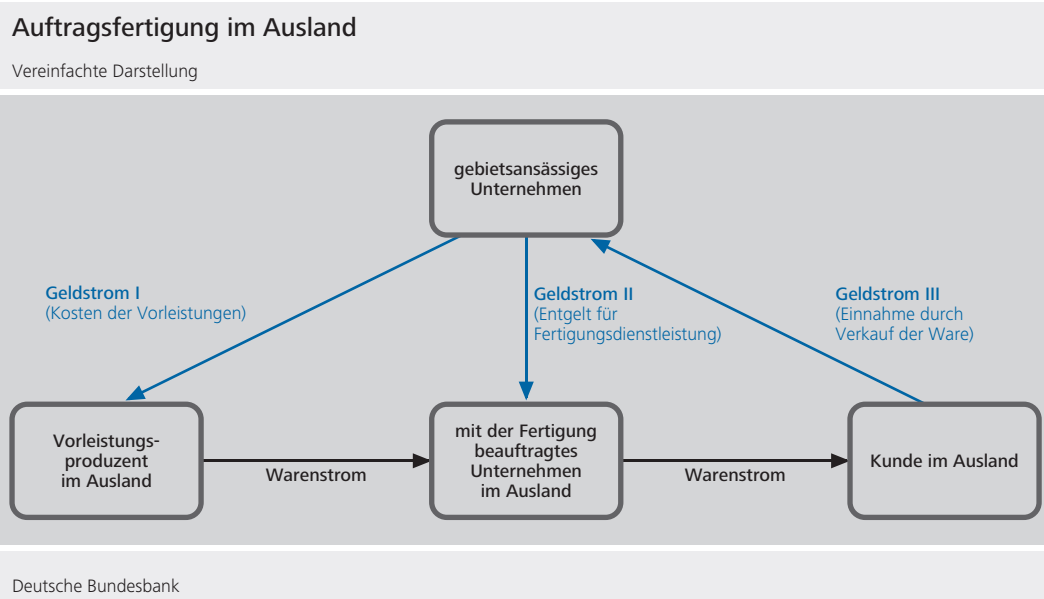 Auftragsfertigung im Ausland
Vereinfachte Darstellung
gebietsansässiges
Unternehmen
Geldstrom I
(Kosten der Vorleistungen)
Geldstrom II
(Entgelt für
Fertigungsdienstleistung)
Geldstrom III
(Einnahme durch
Verkauf der Ware)
Vorleistungs-
produzent
im Ausland
Warenstrom
mit der Fertigung
beauftragtes
Unternehmen
im Ausland
Warenstrom
Kunde im Ausland
Deutsche Bundesbank